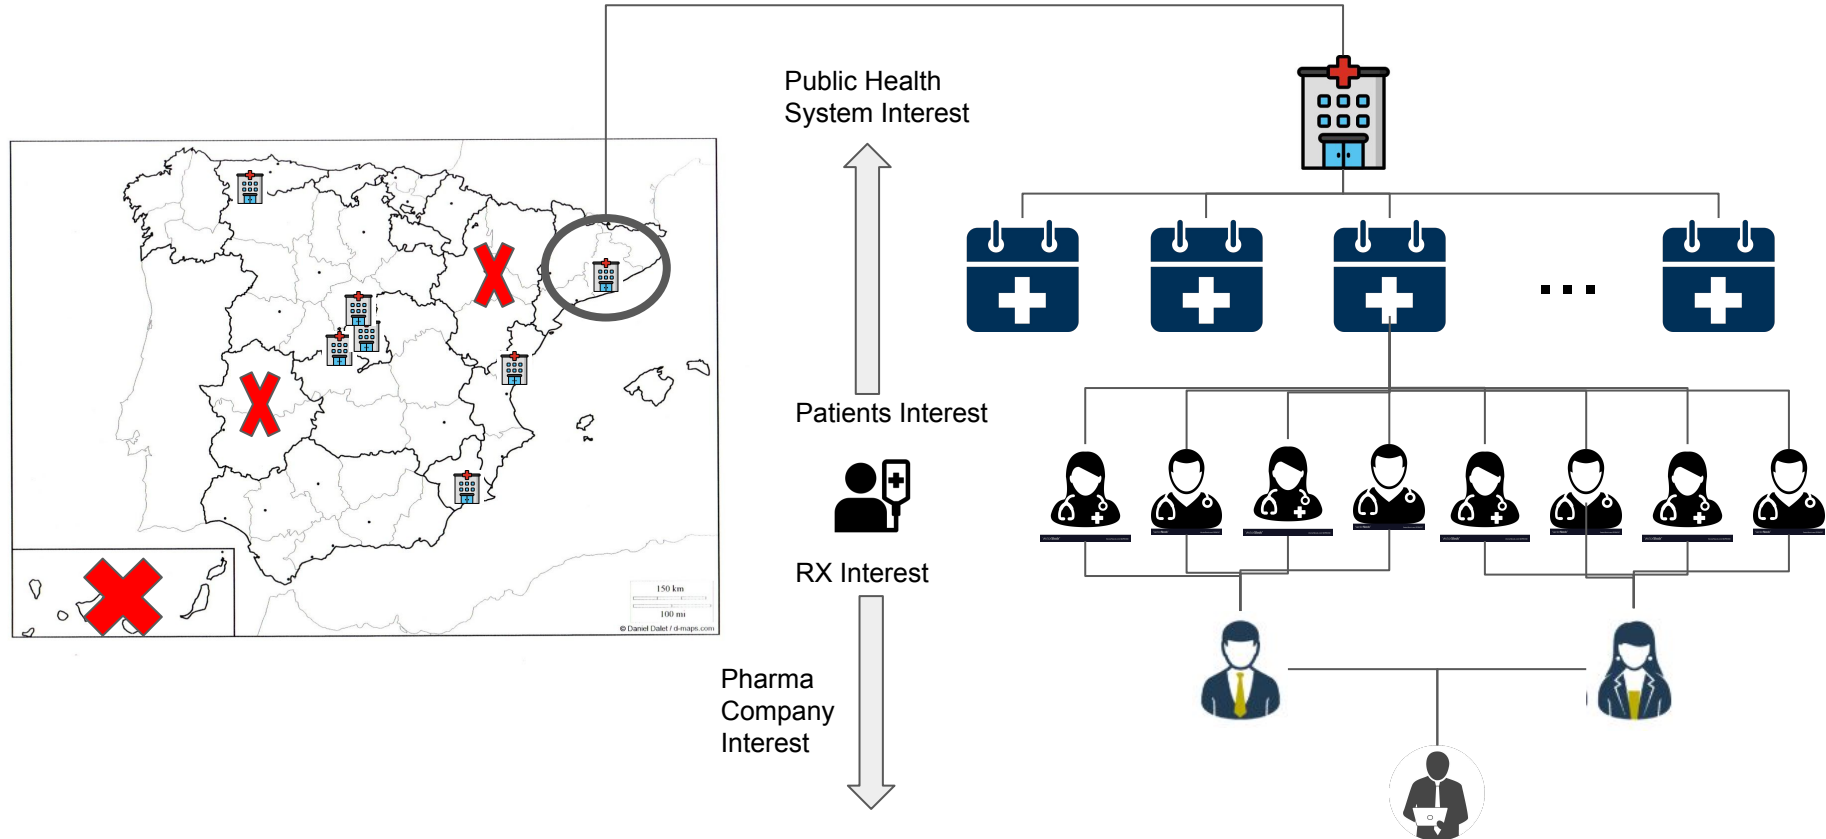 Public Health
System Interest
Patients Interest
RX Interest
Pharma
Company
Interest
150 km
100 mi
© Daniel Dalet / d-maps.com
...